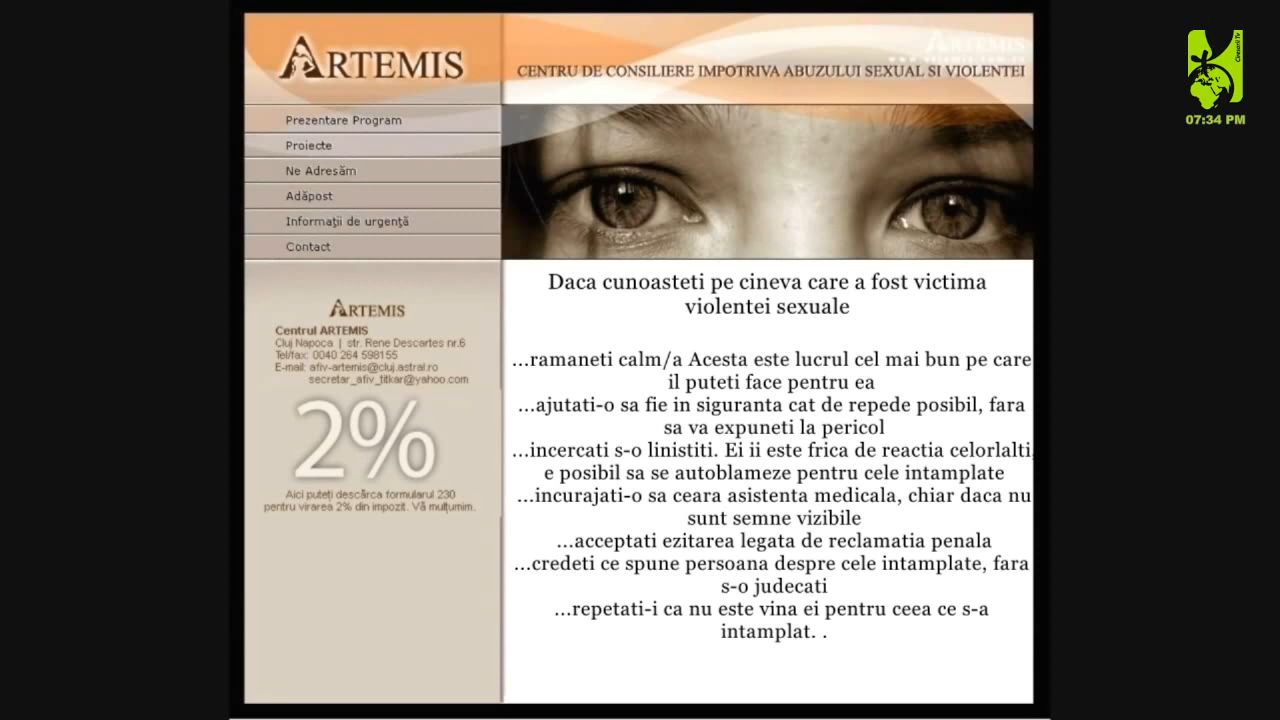 ARTEMIS
CENTRU DE CONSILIERE IMPOTRIVA ABUZULUI SEXUAL SI VIOLENTEI
Prezentare Program
Proiecte
Ne Adresăm
Adăpost
Informaţii de urgenţă
Contact
ARTEMIS
Centrul ARTEMIS
Cluj Napoca | str. Rene Descartes nr.6
Tel/fax: 0040 264 598155
E-mail: afiv-artemis@cluj.astral.ro
secretar_afiv_titkar@yahoo.com
2%
Aici puteţi descărca formularul 230
pentru virarea 2% din impozit. Vă mulţumim.
Daca cunoasteti pe cineva care a fost victima
violentei sexuale
...ramaneti calm/a Acesta este lucrul cel mai bun pe care
il puteti face pentru ea
...ajutati-o sa fie in siguranta cat de repede posibil, fara
sa va expuneti la pericol
...incercati s-o linistiti. Ei ii este frica de reactia celorlalti,
e posibil sa se autoblameze pentru cele intamplate
...incurajati-o sa ceara asistenta medicala, chiar daca nu
sunt semne vizibile
...acceptati ezitarea legata de reclamatia penala
...credeti ce spune persoana despre cele intamplate, fara
s-o judecati
...repetati-i ca nu este vina ei pentru ceea ce s-a
intamplat. .
07:34 PM